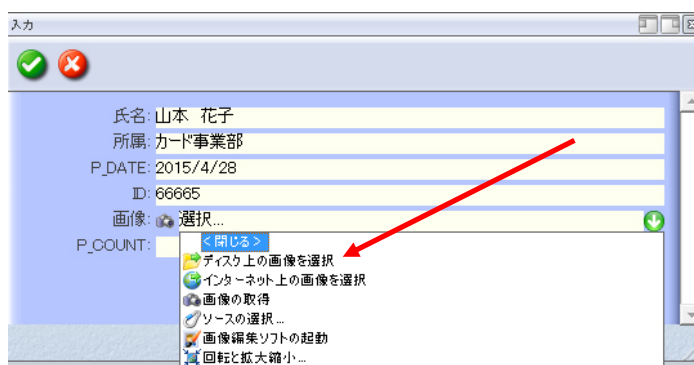 入力
氏名: 山本 花子
所属: カード事業部
P_DATE: 2015/4/28
ID: 66665
画像: 選択...
P_COUNT:
<閉じる>
ディスク上の画像を選択
インターネット上の画像を選択
画像の取得
ソースの選択...
画像編集ソフトの起動
回転と拡大縮小...